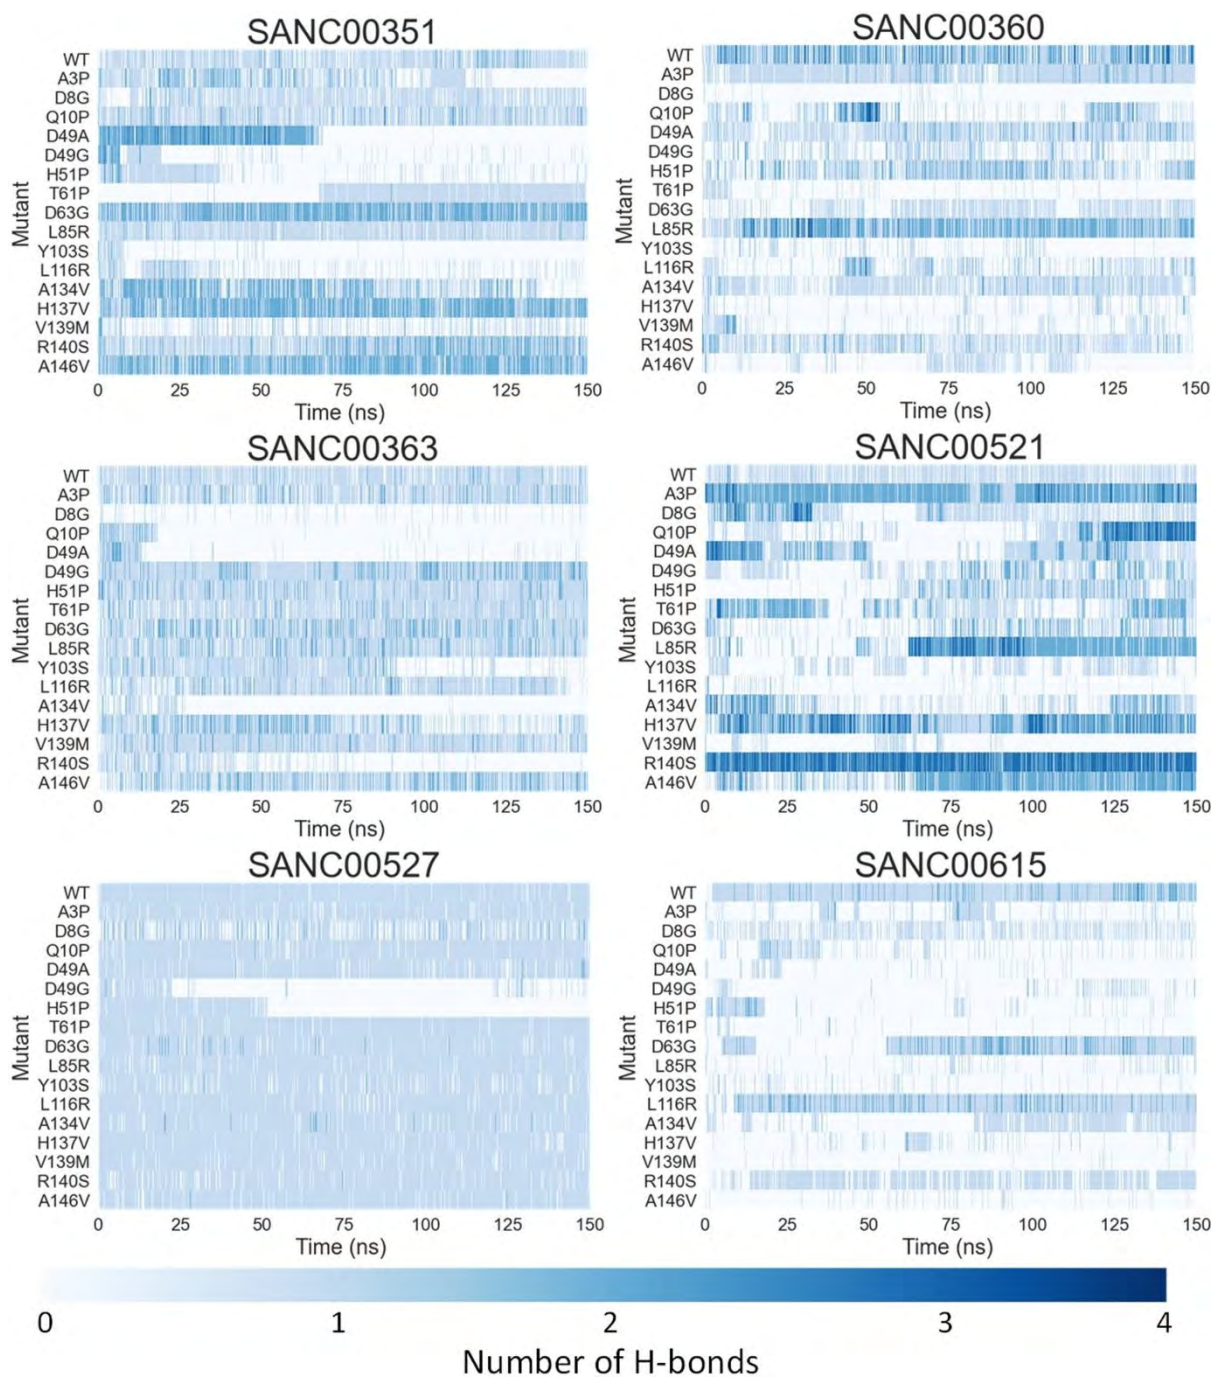 SANC00351
Mutant
WT
A3P
D8G
Q10P
D49A
D49G
H51P
T61P
D63G
L85R
Y103S
L116R
A134V
H137V
V139M
R140S
A146V
0 25 50 75 100 125 150
Time (ns)
SANC00360
Mutant
WT
A3P
D8G
Q10P
D49A
D49G
H51P
T61P
D63G
L85R
Y103S
L116R
A134V
H137V
V139M
R140S
A146V
0 25 50 75 100 125 150
Time (ns)
SANC00363
Mutant
WT
A3P
D8G
Q10P
D49A
D49G
H51P
T61P
D63G
L85R
Y103S
L116R
A134V
H137V
V139M
R140S
A146V
0 25 50 75 100 125 150
Time (ns)
SANC00521
Mutant
WT
A3P
D8G
Q10P
D49A
D49G
H51P
T61P
D63G
L85R
Y103S
L116R
A134V
H137V
V139M
R140S
A146V
0 25 50 75 100 125 150
Time (ns)
SANC00527
Mutant
WT
A3P
D8G
Q10P
D49A
D49G
H51P
T61P
D63G
L85R
Y103S
L116R
A134V
H137V
V139M
R140S
A146V
0 25 50 75 100 125 150
Time (ns)
SANC00615
Mutant
WT
A3P
D8G
Q10P
D49A
D49G
H51P
T61P
D63G
L85R
Y103S
L116R
A134V
H137V
V139M
R140S
A146V
0 25 50 75 100 125 150
Time (ns)
0 1 2 3 4
Number of H-bonds